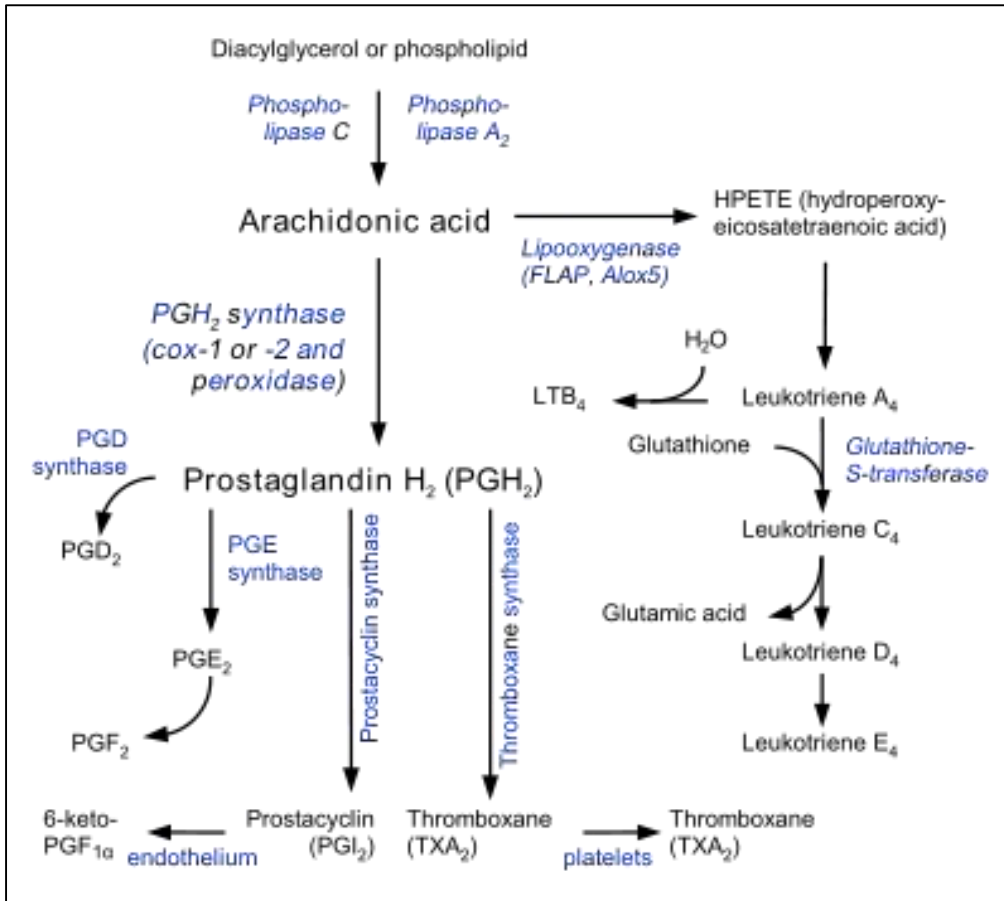 Diacylglycerol or phospholipid
Phospho-
lipase C
Phospho-
lipase A₂
Arachidonic acid
HPETE (hydroperoxy-
eicosatetraenoic acid)
Lipooxygenase
(FLAP, Alox5)
PGH₂ synthase
(cox-1 or -2 and
peroxidase)
H₂O
LTB₄
Leukotriene A₄
Glutathione
Glutathione-
S-transferase
PGD
synthase
Prostaglandin H₂ (PGH₂)
PGD₂
PGE
synthase
Prostacyclin synthase
Thromboxane synthase
Leukotriene C₄
Glutamic acid
Leukotriene D₄
PGE₂
PGF₂
Leukotriene E₄
6-keto-
PGF₁α
endothelium
Prostacyclin
(PGI₂)
Thromboxane
(TXA₂)
platelets
Thromboxane
(TXA₂)